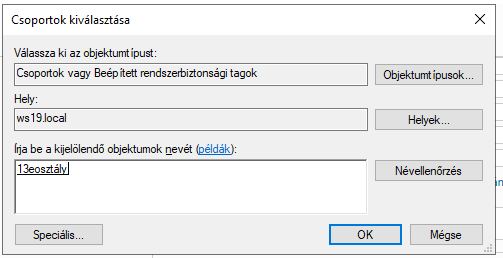 Csoportok kiválasztása
Válassza ki az objektumtípust:
Csoportok vagy Beépített rendszerbiztonsági tagok
Objektumtípusok...
Hely:
ws19.local
Helyek...
Írja be a kijelölendő objektumok nevét (példák):
13eosztály
Névellenőrzés
Speciális...
OK
Mégse